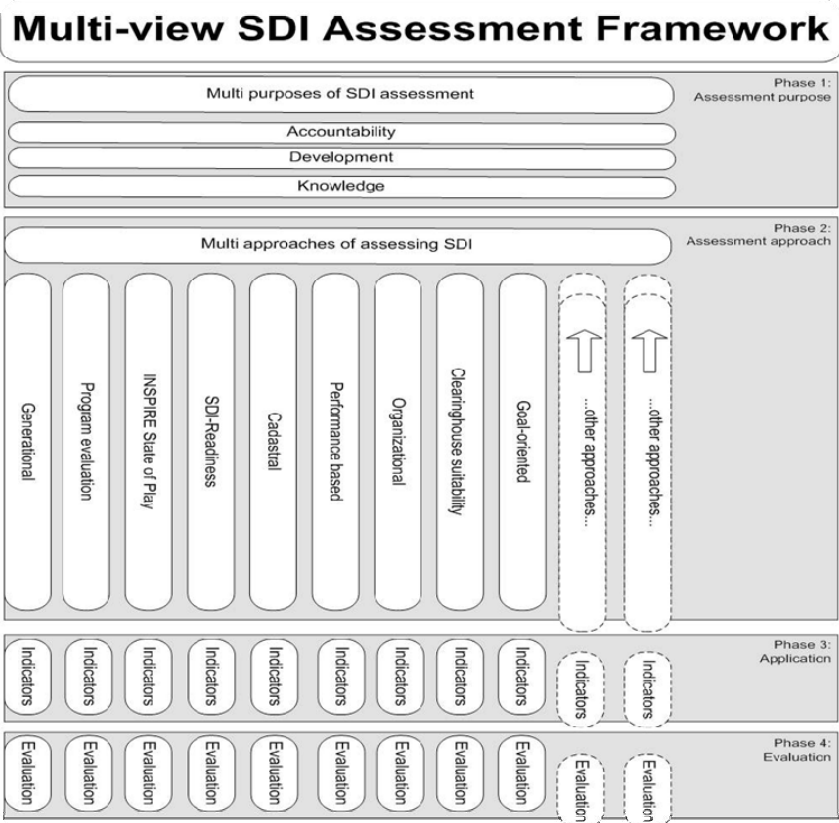 Multi-view SDI Assessment Framework
Phase 1:
Assessment purpose
Multi purposes of SDI assessment
Accountability
Development
Knowledge
Phase 2:
Assessment approach
Multi approaches of assessing SDI
Generational
Program evaluation
INSPIRE State of Play
SDI-Readiness
Cadastral
Performance based
Organizational
Clearinghouse suitability
Goal-oriented
...other approaches...
...other approaches...
Phase 3:
Application
Indicators
Indicators
Indicators
Indicators
Indicators
Indicators
Indicators
Indicators
Indicators
Indicators
Indicators
Phase 4:
Evaluation
Evaluation
Evaluation
Evaluation
Evaluation
Evaluation
Evaluation
Evaluation
Evaluation
Evaluation
Evaluation
Evaluation